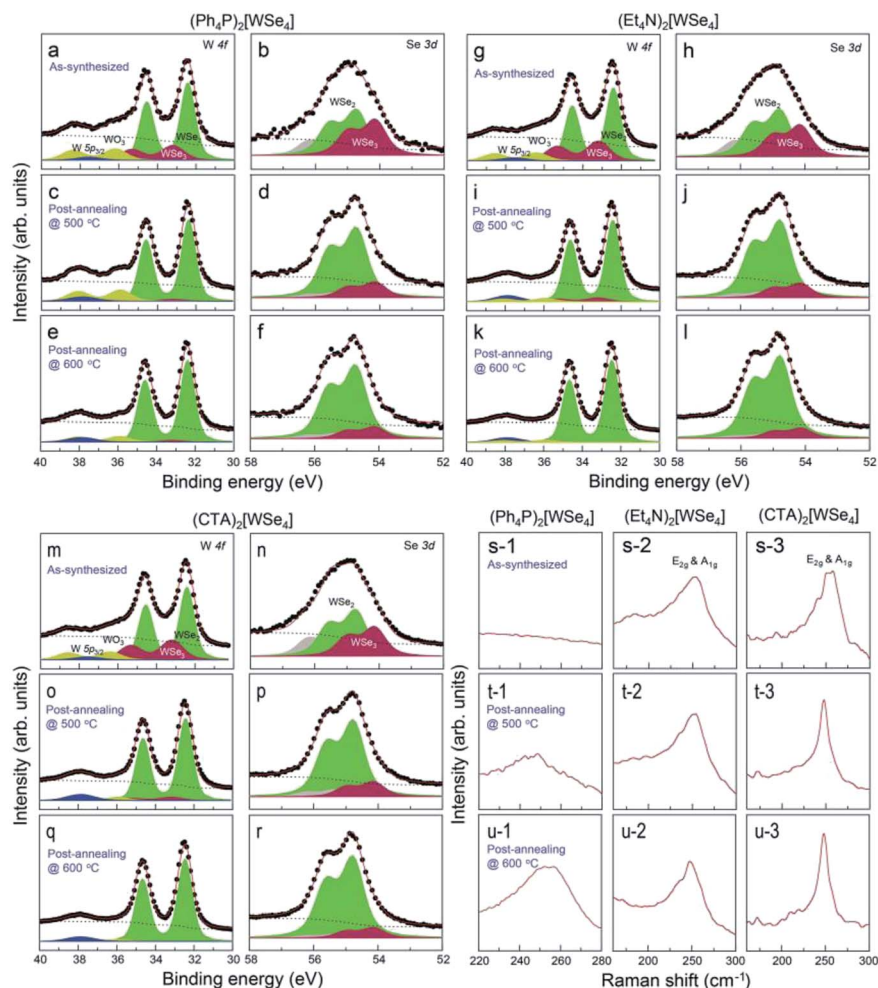 (Ph₄P)₂[WSe₄]
(Et₄N)₂[WSe₄]
a
W 4f
As-synthesized
WO₃
W 5p₃/₂
WSe₂
WSe₃
b
Se 3d
WSe₂
WSe₃
g
As-synthesized
WO₃
W 5p₃/₂
WSe₂
WSe₃
h
Se 3d
WSe₂
WSe₃
c
Post-annealing
@ 500 °C
d
i
Post-annealing
@ 500 °C
j
e
Post-annealing
@ 600 °C
f
k
Post-annealing
@ 600 °C
l
Intensity (arb. units)
Intensity (arb. units)
40 38 36 34 32 30
58 56 54 52
40 38 36 34 32 30
58 56 54 52
Binding energy (eV)
Binding energy (eV)
(CTA)₂[WSe₄]
m
W 4f
As-synthesized
WO₃
W 5p₃/₂
WSe₂
WSe₃
n
Se 3d
WSe₂
WSe₃
o
Post-annealing
@ 500 °C
p
q
Post-annealing
@ 600 °C
r
Intensity (arb. units)
40 38 36 34 32 30
58 56 54 52
Binding energy (eV)
(Ph₄P)₂[WSe₄]
(Et₄N)₂[WSe₄]
(CTA)₂[WSe₄]
s-1
As-synthesized
s-2
E₂g & A₁g
s-3
E₂g & A₁g
t-1
Post-annealing
@ 500 °C
t-2
t-3
u-1
Post-annealing
@ 600 °C
u-2
u-3
Intensity (arb. units)
220 240 260 280
200 250 300
200 250 300
Raman shift (cm⁻¹)